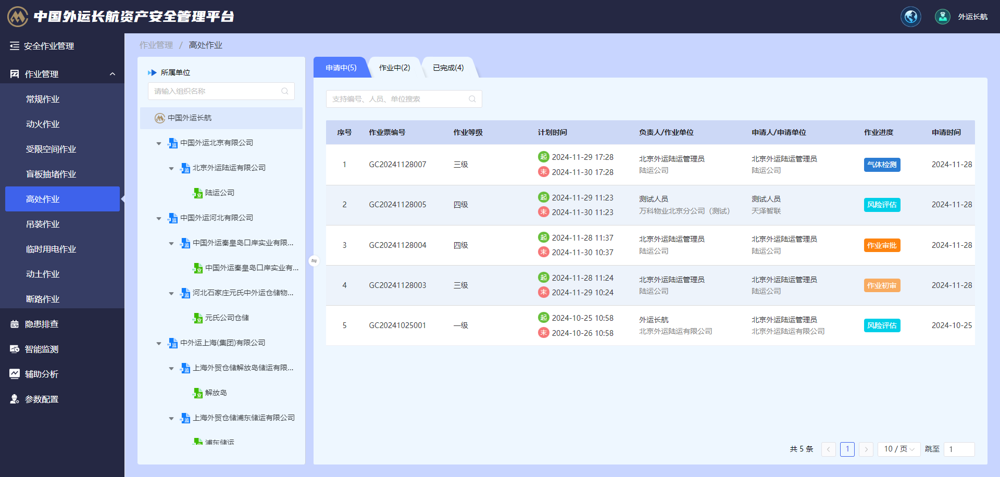 中国外运长航资产安全管理平台
外运长航
安全作业管理
作业管理
常规作业
动火作业
受限空间作业
盲板抽堵作业
高处作业
吊装作业
临时用电作业
动土作业
断路作业
隐患排查
智能监测
辅助分析
参数配置
作业管理 / 高处作业
所属单位
请输入组织名称
中国外运长航
监 中国外运北京有限公司
监 北京外运陆运有限公司
业 陆运公司
监 中国外运河北有限公司
监 中国外运秦皇岛口岸实业有限...
业 中国外运秦皇岛口岸实业有...
监 河北石家庄元氏中外运仓储物...
业 元氏公司仓储
监 中外运上海(集团)有限公司
监 上海外贸仓储解放岛储运有限...
业 解放岛
监 上海外贸仓储浦东储运有限公司
业 浦东储运
申请中(5) 作业中(2) 已完成(4)
支持编号、人员、单位搜索
序号 作业票编号 作业等级 计划时间 负责人/作业单位 申请人/申请单位 作业进度 申请时间
1 GC20241128007 三级 起 2024-11-29 17:28 末 2024-11-30 17:28 北京外运陆运管理员 陆运公司 北京外运陆运管理员 陆运公司 气体检测 2024-11-28
2 GC20241128005 四级 起 2024-11-29 11:23 末 2024-11-30 11:23 测试人员 万科物业北京分公司（测试） 测试人员 天泽智联 风险评估 2024-11-28
3 GC20241128004 四级 起 2024-11-28 11:37 末 2024-11-30 10:37 北京外运陆运管理员 陆运公司 北京外运陆运管理员 陆运公司 作业审批 2024-11-28
4 GC20241128003 三级 起 2024-11-28 11:24 末 2024-11-29 10:24 北京外运陆运管理员 陆运公司 北京外运陆运管理员 陆运公司 作业初审 2024-11-28
5 GC20241025001 一级 起 2024-10-25 10:58 末 2024-10-26 10:58 外运长航 北京外运陆运有限公司 北京外运陆运管理员 北京外运陆运有限公司 风险评估 2024-10-25
共 5 条 1 10 / 页 跳至 1